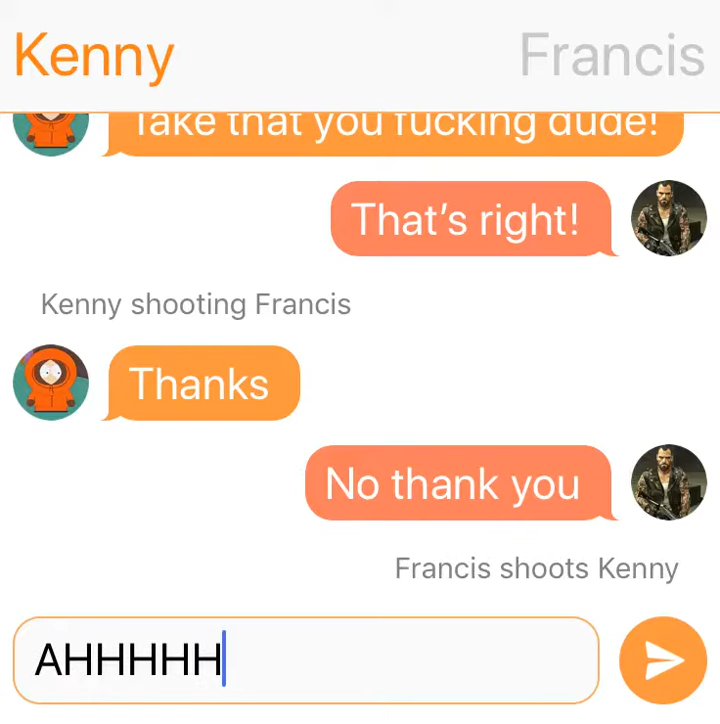 Kenny
Francis
Take that you fucking dude!
That’s right!
Kenny shooting Francis
Thanks
No thank you
Francis shoots Kenny
AHHHHHH